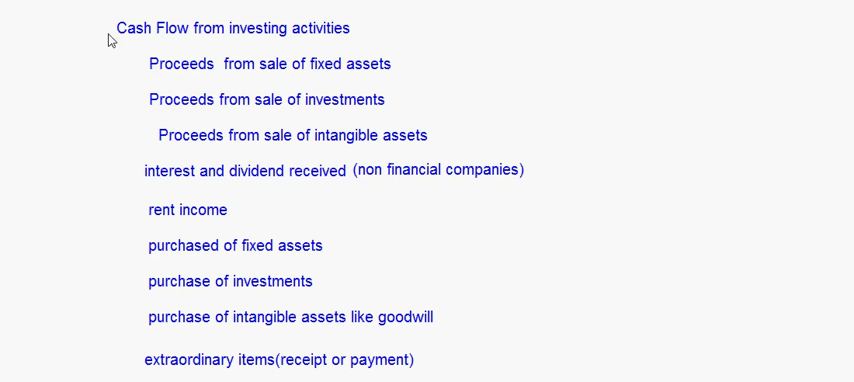 Cash Flow from investing activities
Proceeds from sale of fixed assets
Proceeds from sale of investments
Proceeds from sale of intangible assets
interest and dividend received (non financial companies)
rent income
purchased of fixed assets
purchase of investments
purchase of intangible assets like goodwill
extraordinary items(receipt or payment)